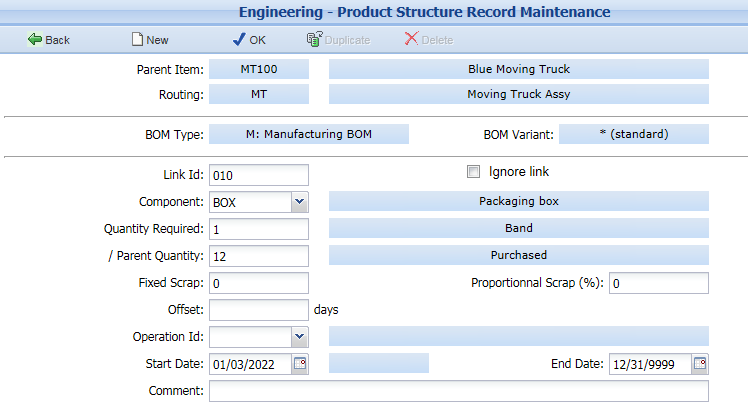 Engineering - Product Structure Record Maintenance
Back New OK Duplicate Delete
Parent Item: MT100 Blue Moving Truck
Routing: MT Moving Truck Assy
BOM Type: M: Manufacturing BOM BOM Variant: * (standard)
Link Id: 010 Ignore link
Component: BOX Packaging box
Quantity Required: 1 Band
/ Parent Quantity: 12 Purchased
Fixed Scrap: 0 Proportionnal Scrap (%): 0
Offset: days
Operation Id:
Start Date: 01/03/2022 End Date: 12/31/9999
Comment: